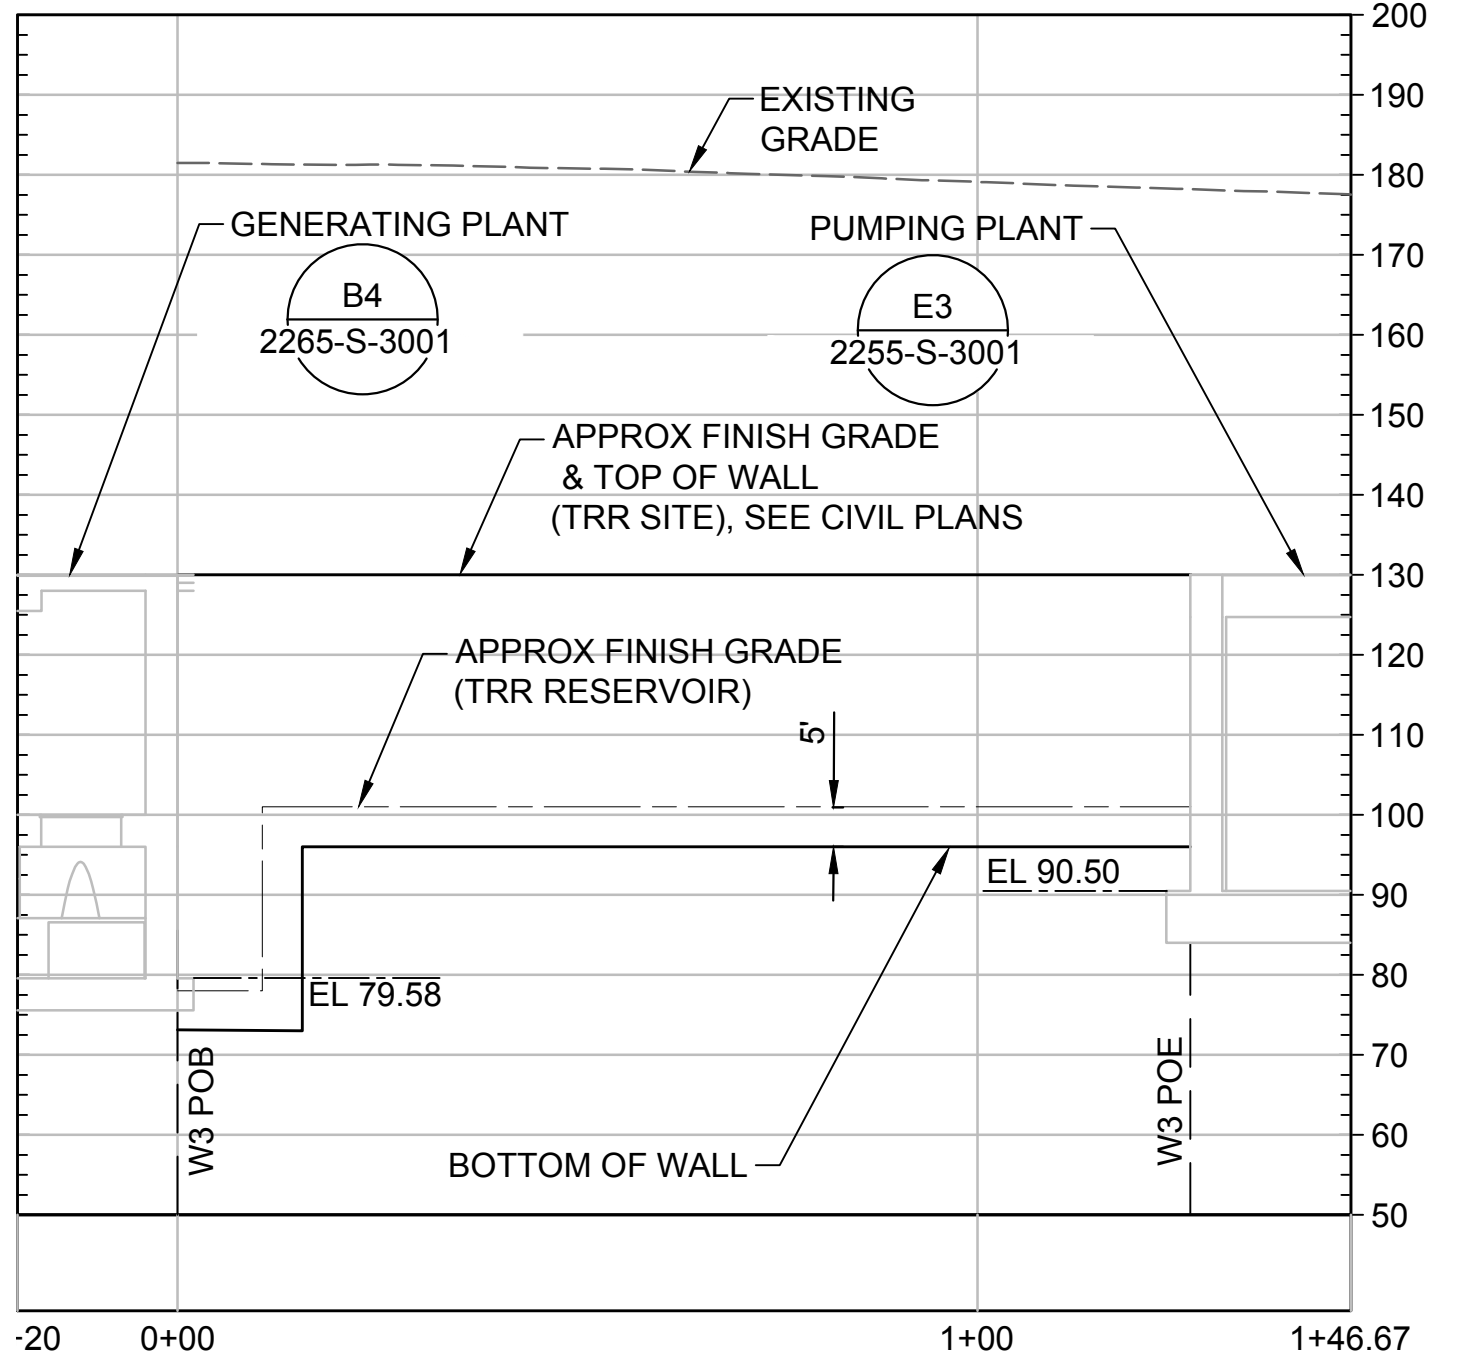 200
190
EXISTING
GRADE
180
GENERATING PLANT
PUMPING PLANT
170
B4
2265-S-3001
E3
2255-S-3001
160
150
APPROX FINISH GRADE
& TOP OF WALL
(TRR SITE), SEE CIVIL PLANS
140
130
APPROX FINISH GRADE
(TRR RESERVOIR)
120
5'
110
100
EL 90.50
90
80
EL 79.58
70
W3 POB
W3 POE
60
BOTTOM OF WALL
50
-20
0+00
1+00
1+46.67